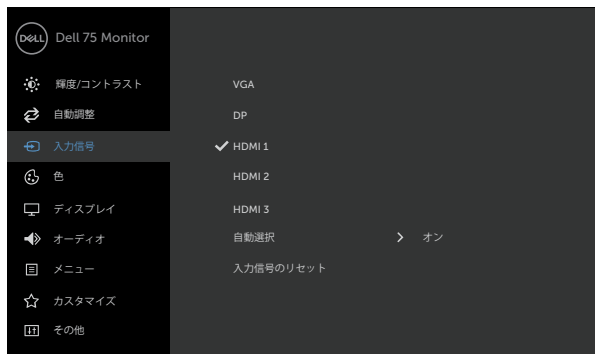 DELL Dell 75 Monitor
輝度/コントラスト VGA
自動調整 DP
入力信号 HDMI 1
色 HDMI 2
ディスプレイ HDMI 3
オーディオ 自動選択 オン
メニュー 入力信号のリセット
カスタマイズ
その他